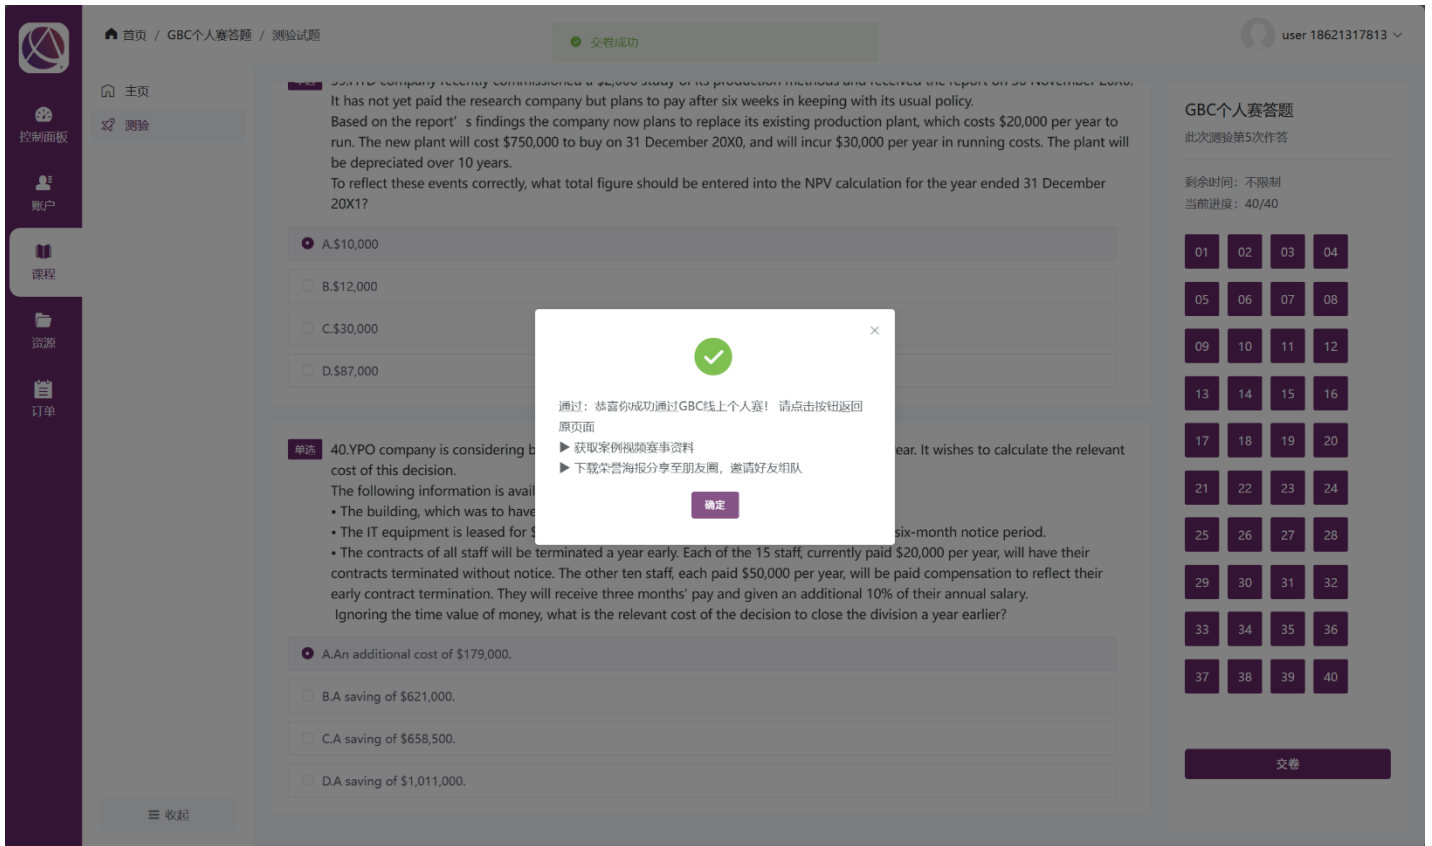 首页 / GBC个人赛答题 / 测验试题
交卷成功
user 18621317813
控制面板
账户
课程
资源
订单
主页
测验
收起
It has not yet paid the research company but plans to pay after six weeks in keeping with its usual policy.
Based on the report’ s findings the company now plans to replace its existing production plant, which costs $20,000 per year to
run. The new plant will cost $750,000 to buy on 31 December 20X0, and will incur $30,000 per year in running costs. The plant will
be depreciated over 10 years.
To reflect these events correctly, what total figure should be entered into the NPV calculation for the year ended 31 December
20X1?
A.$10,000
B.$12,000
C.$30,000
D.$87,000
单选 40.YPO company is considering b
ear. It wishes to calculate the relevant
cost of this decision.
The following information is avail
• The building, which was to have
• The IT equipment is leased for $
six-month notice period.
• The contracts of all staff will be terminated a year early. Each of the 15 staff, currently paid $20,000 per year, will have their
contracts terminated without notice. The other ten staff, each paid $50,000 per year, will be paid compensation to reflect their
early contract termination. They will receive three months' pay and given an additional 10% of their annual salary.
Ignoring the time value of money, what is the relevant cost of the decision to close the division a year earlier?
A.An additional cost of $179,000.
B.A saving of $621,000.
C.A saving of $658,500.
D.A saving of $1,011,000.
通过：恭喜你成功通过GBC线上个人赛！ 请点击按钮返回
原页面
▶ 获取案例视频赛事资料
▶ 下载荣誉海报分享至朋友圈，邀请好友组队
确定
GBC个人赛答题
此次测验第5次作答
剩余时间：不限制
当前进度：40/40
01 02 03 04
05 06 07 08
09 10 11 12
13 14 15 16
17 18 19 20
21 22 23 24
25 26 27 28
29 30 31 32
33 34 35 36
37 38 39 40
交卷